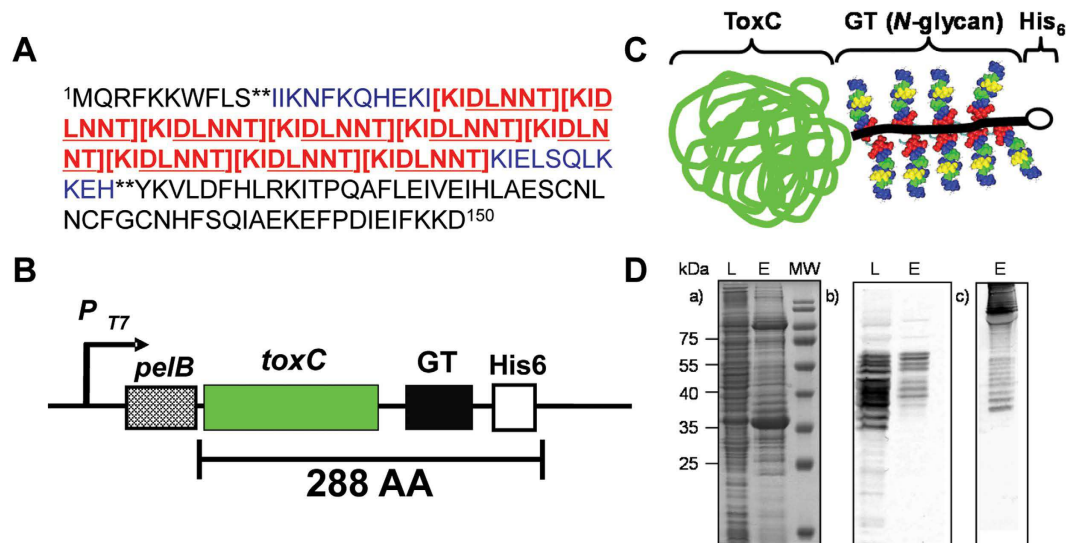 A
¹MQRFKKWFLS**IIKNFKQHEKI[KIDLNNT][KID
LNNT][KIDLNNT][KIDLNNT][KIDLNNT][KIDLN
NT][KIDLNNT][KIDLNNT][KIDLNNT]KIELSQLK
KEH**YKVLDFHLRKITPQAFLEIVEIHLAESCNL
NCFGCNHFSQIAEKEFPDIEIFKKD¹⁵⁰
B
P T7
pelB toxC GT His6
288 AA
C
ToxC GT (N-glycan) His₆
D
kDa L E MW L E E
a) b) c)
75
55
40
35
25